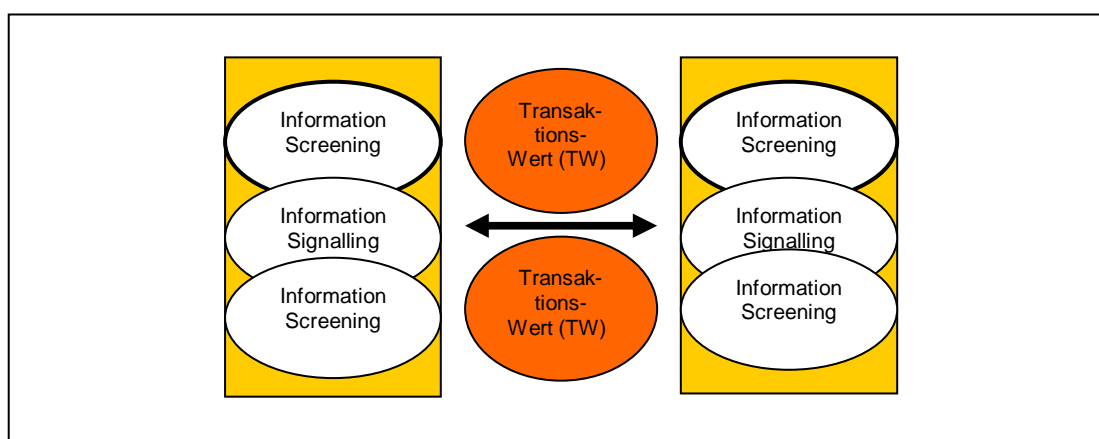 Information
Screening
Information
Signalling
Information
Screening
Transak-
tions-
Wert (TW)
Transak-
tions-
Wert (TW)
Information
Screening
Information
Signalling
Information
Screening